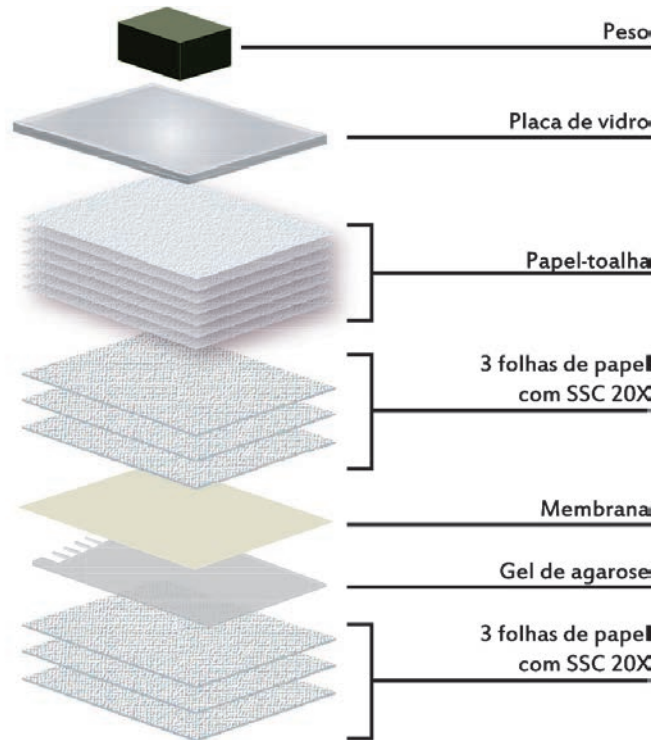 Peso
Placa de vidro
Papel-toalha
3 folhas de papel
com SSC 20X
Membrana
Gel de agarose
3 folhas de papel
com SSC 20X